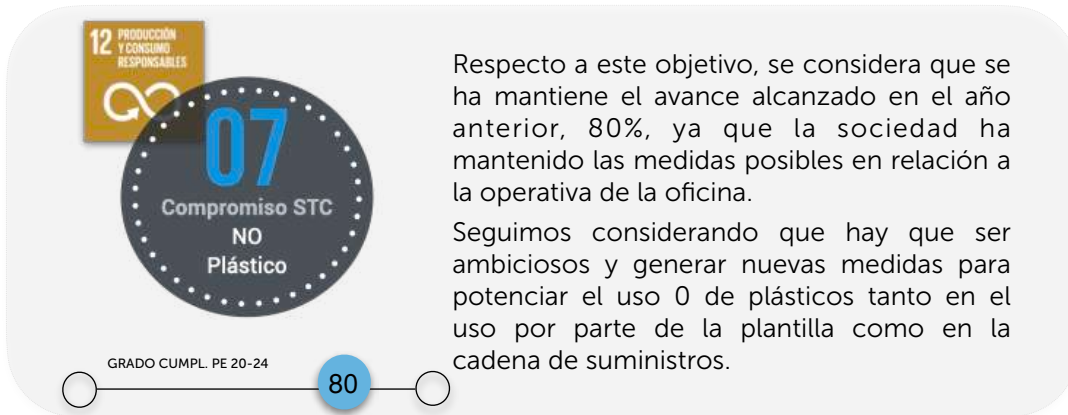 12 PRODUCCIÓN
Y CONSUMO
RESPONSABLES
07
Compromiso STC
NO
Plástico
GRADO CUMPL. PE 20-24
80
Respecto a este objetivo, se considera que se
ha mantiene el avance alcanzado en el año
anterior, 80%, ya que la sociedad ha
mantenido las medidas posibles en relación a
la operativa de la oficina.
Seguimos considerando que hay que ser
ambiciosos y generar nuevas medidas para
potenciar el uso 0 de plásticos tanto en el
uso por parte de la plantilla como en la
cadena de suministros.